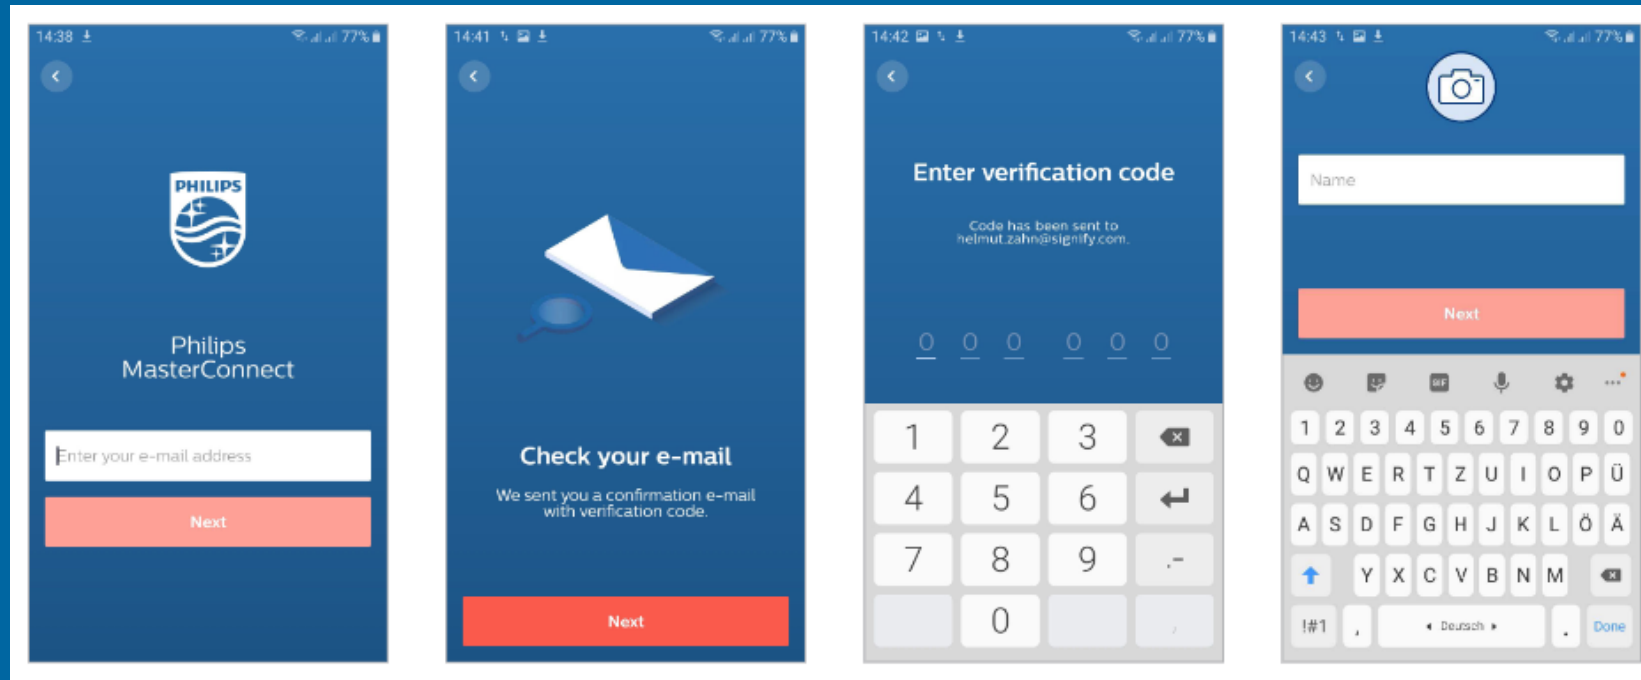 14:38 77%
PHILIPS
Philips
MasterConnect
Enter your e-mail address
Next
14:41 77%
Check your e-mail
We sent you a confirmation e-mail
with verification code.
Next
14:42 77%
Enter verification code
Code has been sent to
helmut.zahn@signify.com.
0 0 0 0 0 0
1 2 3
4 5 6
7 8 9 .-
0 ,
14:43 77%
Name
Next
GIF
1 2 3 4 5 6 7 8 9 0
Q W E R T Z U I O P Ü
A S D F G H J K L Ö Ä
Y X C V B N M
!#1 , Deutsch . Done